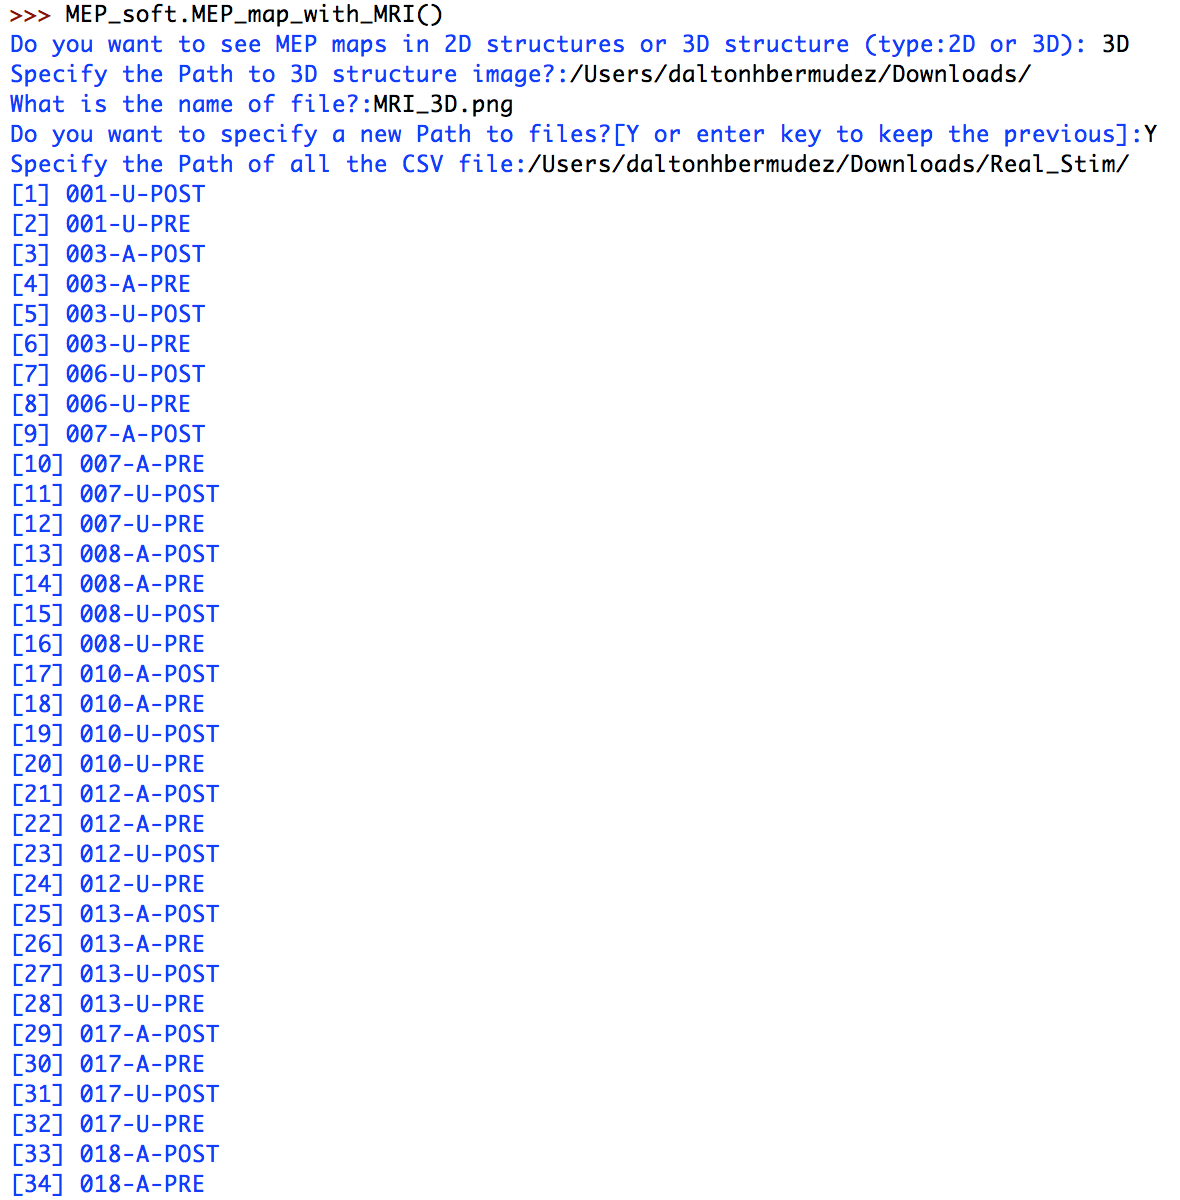 >>> MEP_soft.MEP_map_with_MRI()
Do you want to see MEP maps in 2D structures or 3D structure (type:2D or 3D): 3D
Specify the Path to 3D structure image?:/Users/daltonhbermudez/Downloads/
What is the name of file?:MRI_3D.png
Do you want to specify a new Path to files?[Y or enter key to keep the previous]:Y
Specify the Path of all the CSV file:/Users/daltonhbermudez/Downloads/Real_Stim/
[1] 001-U-POST
[2] 001-U-PRE
[3] 003-A-POST
[4] 003-A-PRE
[5] 003-U-POST
[6] 003-U-PRE
[7] 006-U-POST
[8] 006-U-PRE
[9] 007-A-POST
[10] 007-A-PRE
[11] 007-U-POST
[12] 007-U-PRE
[13] 008-A-POST
[14] 008-A-PRE
[15] 008-U-POST
[16] 008-U-PRE
[17] 010-A-POST
[18] 010-A-PRE
[19] 010-U-POST
[20] 010-U-PRE
[21] 012-A-POST
[22] 012-A-PRE
[23] 012-U-POST
[24] 012-U-PRE
[25] 013-A-POST
[26] 013-A-PRE
[27] 013-U-POST
[28] 013-U-PRE
[29] 017-A-POST
[30] 017-A-PRE
[31] 017-U-POST
[32] 017-U-PRE
[33] 018-A-POST
[34] 018-A-PRE